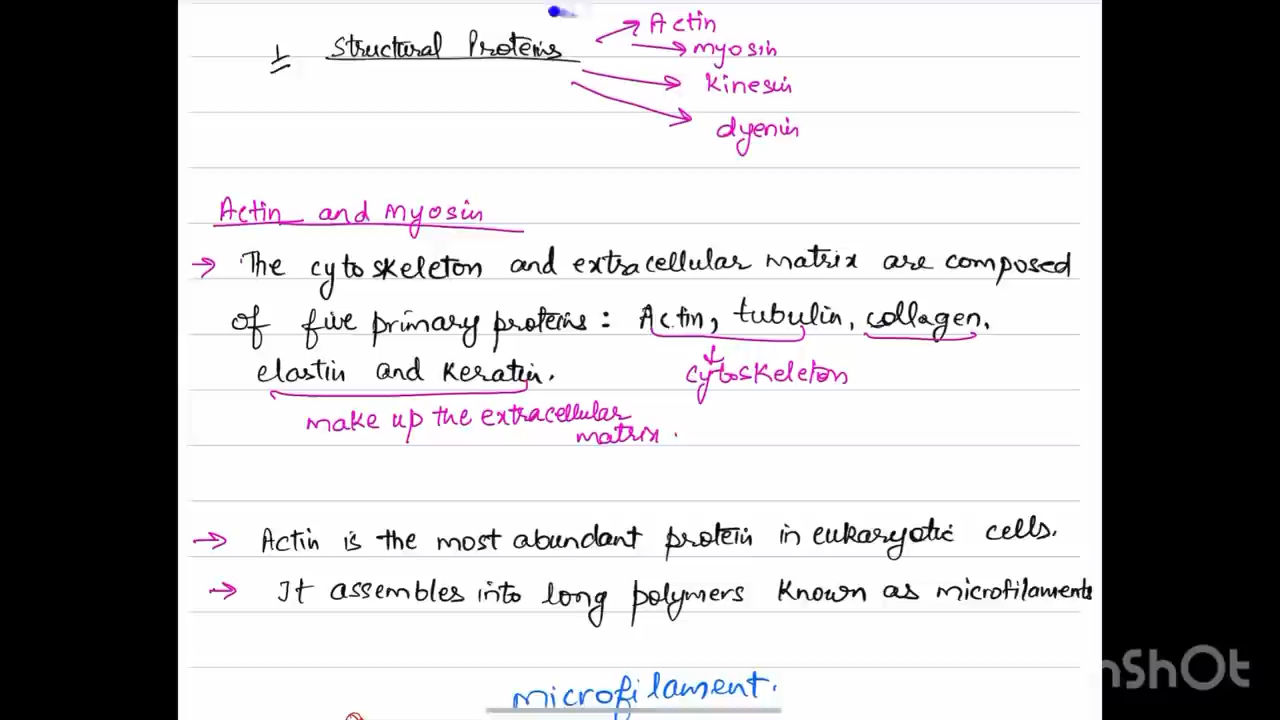 1 Structural Proteins
Actin
myosin
Kinesin
dyenin
Actin and myosin
→ The cytoskeleton and extracellular matrix are composed
of five primary proteins : Actin, tubulin, collagen,
elastin and Keratin.
cytoskeleton
make up the extracellular
matrix.
→ Actin is the most abundant protein in eukaryotic cells.
→ It assembles into long polymers Known as microfilaments
microfilament.
nShOt